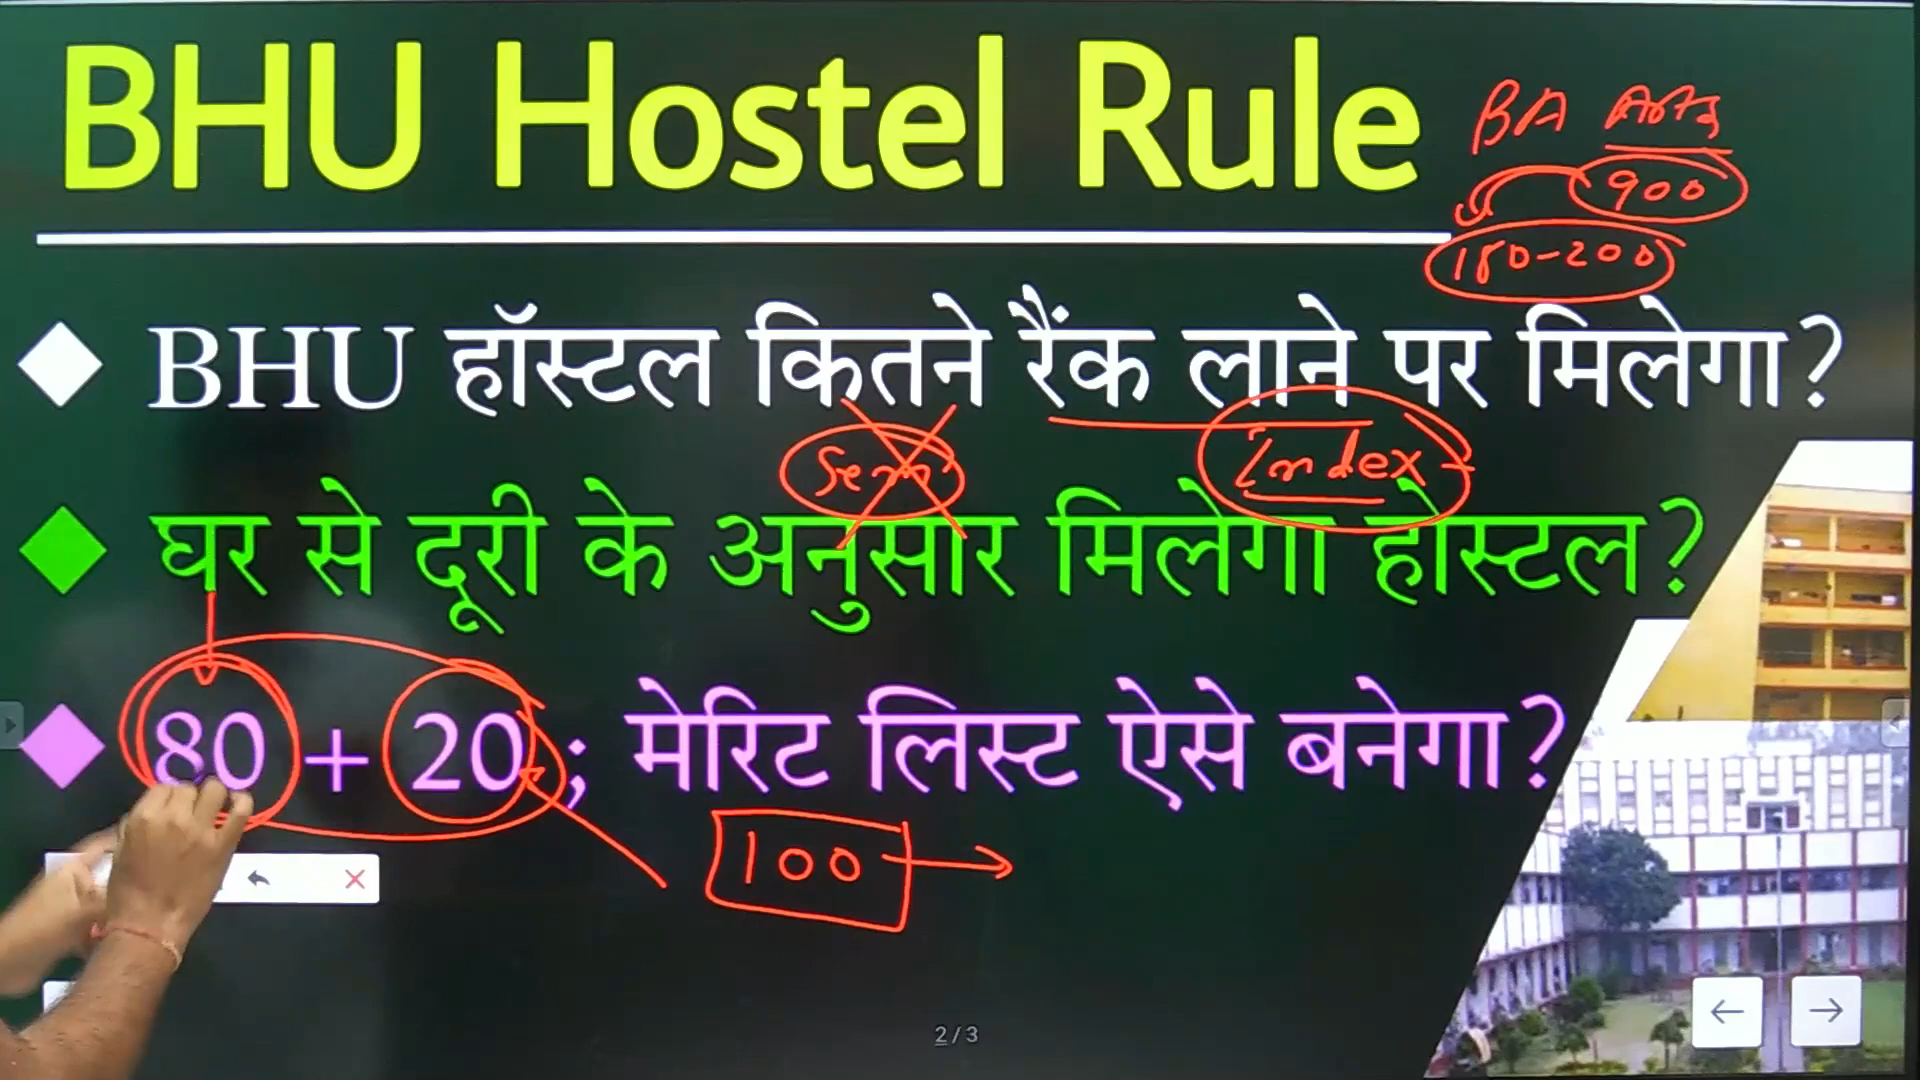 BHU Hostel Rule
BA Arts
900
180-200
BHU हॉस्टल कितने रैंक लाने पर मिलेगा?
Sem
Index
घर से दूरी के अनुसार मिलेगा होस्टल?
80 + 20 ; मेरिट लिस्ट ऐसे बनेगा?
100
2/3